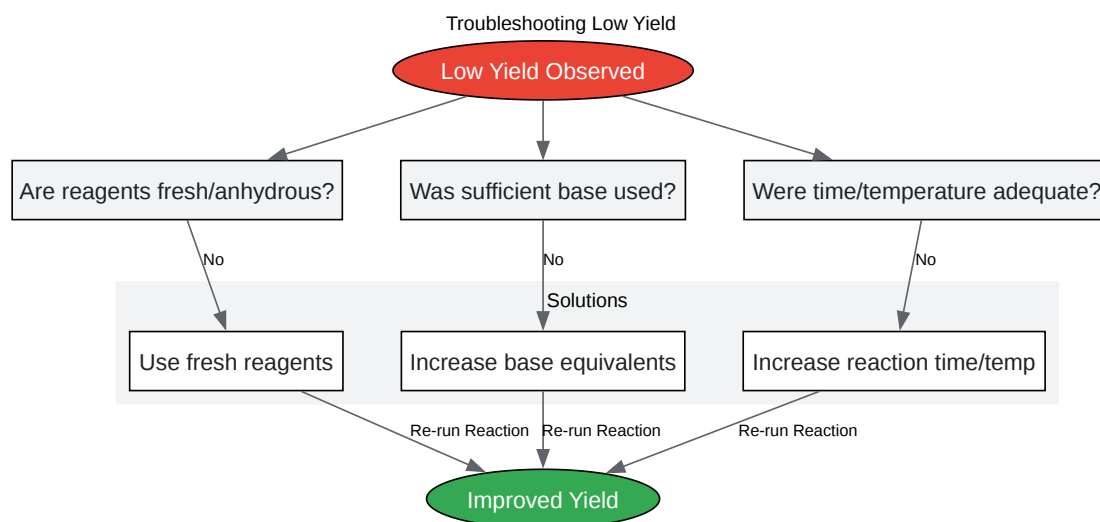 Troubleshooting Low Yield
Low Yield Observed
Are reagents fresh/anhydrous?
Was sufficient base used?
Were time/temperature adequate?
No
No
No
Solutions
Use fresh reagents
Increase base equivalents
Increase reaction time/temp
Re-run Reaction
Re-run Reaction
Re-run Reaction
Improved Yield